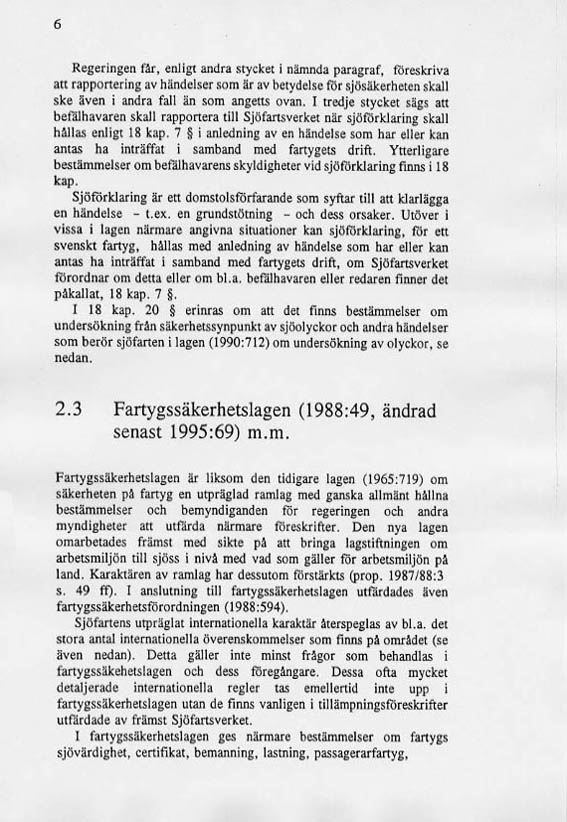 6
Regeringen får, enligt andra stycket i nämnda paragraf, föreskriva
att rapportering av händelser som är av betydelse för sjösäkerheten skall
ske även i andra fall än som angetts ovan. I tredje stycket sägs att
befälhavaren skall rapportera till Sjöfartsverket när sjöförklaring skall
hållas enligt 18 kap. 7 § i anledning av en händelse som har eller kan
antas ha inträffat i samband med fartygets drift. Ytterligare
bestämmelser om befälhavarens skyldigheter vid sjöförklaring finns i 18
kap.
Sjöförklaring är ett domstolsförfarande som syftar till att klarlägga
en händelse - t.ex. en grundstötning - och dess orsaker. Utöver i
vissa i lagen närmare angivna situationer kan sjöförklaring, för ett
svenskt fartyg, hållas med anledning av händelse som har eller kan
antas ha inträffat i samband med fartygets drift, om Sjöfartsverket
förordnar om detta eller om bl.a. befälhavaren eller redaren finner det
påkallat, 18 kap. 7 §.
I 18 kap. 20 § erinras om att det finns bestämmelser om
undersökning från säkerhetssynpunkt av sjöolyckor och andra händelser
som berör sjöfarten i lagen (1990:712) om undersökning av olyckor, se
nedan.
2.3 Fartygssäkerhetslagen (1988:49, ändrad
senast 1995:69) m.m.
Fartygssäkerhetslagen är liksom den tidigare lagen (1965:719) om
säkerheten på fartyg en utpräglad ramlag med ganska allmänt hållna
bestämmelser och bemyndiganden för regeringen och andra
myndigheter att utfärda närmare föreskrifter. Den nya lagen
omarbetades främst med sikte på att bringa lagstiftningen om
arbetsmiljön till sjöss i nivå med vad som gäller för arbetsmiljön på
land. Karaktären av ramlag har dessutom förstärkts (prop. 1987/88:3
s. 49 ff). I anslutning till fartygssäkerhetslagen utfärdades även
fartygssäkerhetsförordningen (1988:594).
Sjöfartens utpräglat internationella karaktär återspeglas av bl.a. det
stora antal internationella överenskommelser som finns på området (se
även nedan). Detta gäller inte minst frågor som behandlas i
fartygssäkehetslagen och dess föregångare. Dessa ofta mycket
detaljerade internationella regler tas emellertid inte upp i
fartygssäkerhetslagen utan de finns vanligen i tillämpningsföreskrifter
utfärdade av främst Sjöfartsverket.
I fartygssäkerhetslagen ges närmare bestämmelser om fartygs
sjövärdighet, certifikat, bemanning, lastning, passagerarfartyg,